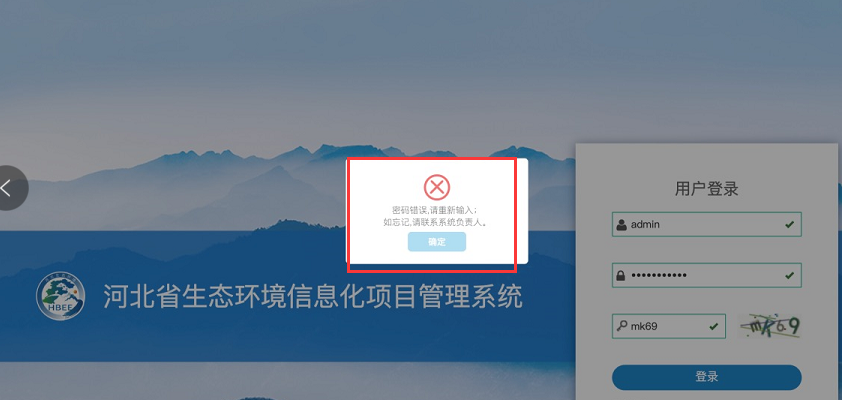 用户登录
密码错误,请重新输入;
如忘记,请联系系统负责人。
确定
admin
•••••••••••
HBEE
河北省生态环境信息化项目管理系统
mk69
mK69
登录